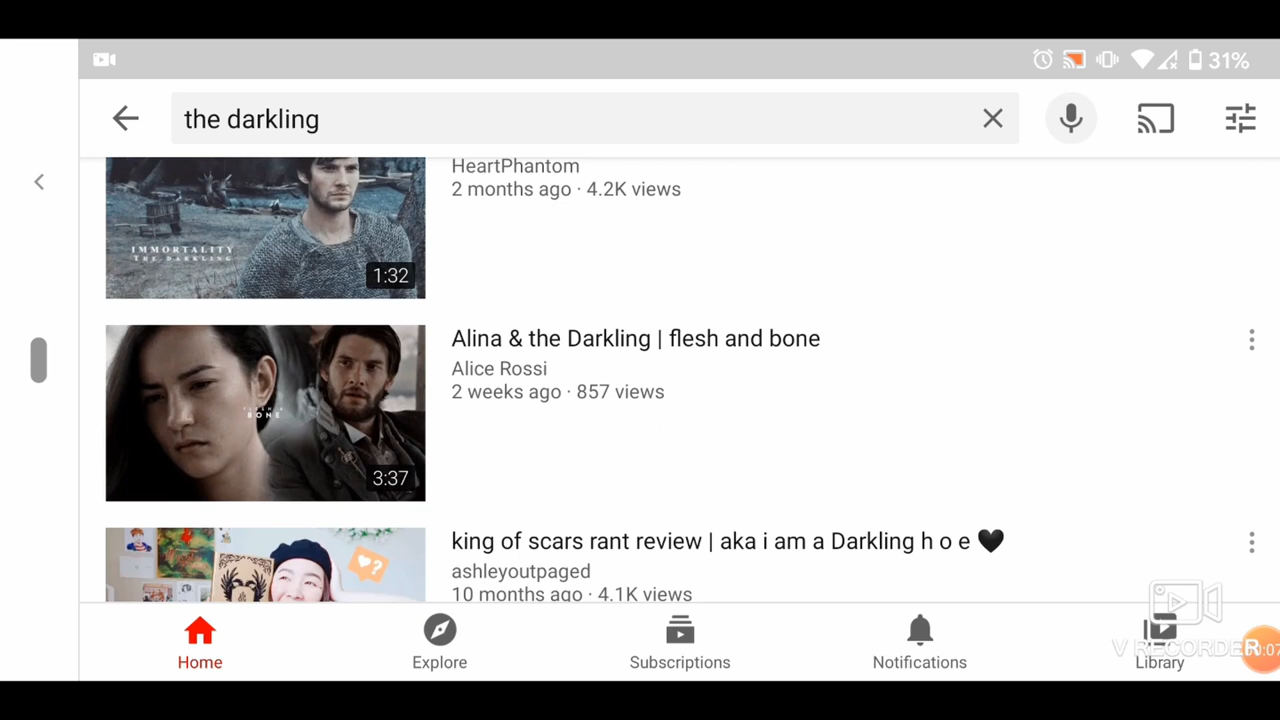 31%
the darkling
HeartPhantom
2 months ago · 4.2K views
IMMORTALITY
THE DARKLING
1:32
Alina & the Darkling | flesh and bone
Alice Rossi
2 weeks ago · 857 views
BONE
3:37
king of scars rant review | aka i am a Darkling h o e 🖤
ashleyoutpaged
10 months ago · 4.1K views
?
V RECORDER
00:07
Home
Explore
Subscriptions
Notifications
Library